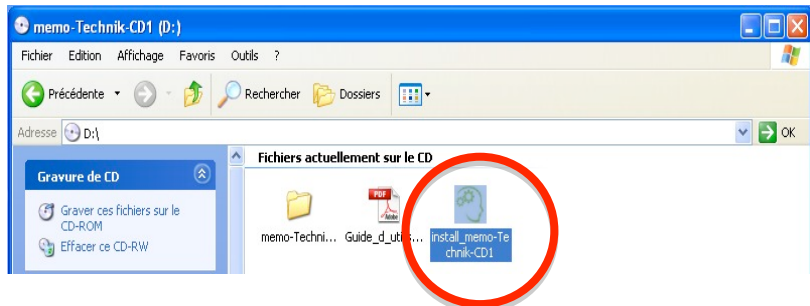 memo-Technik-CD1 (D:)
Fichier Edition Affichage Favoris Outils ?
Précédente Rechercher Dossiers
Adresse D:\ OK
Gravure de CD
Graver ces fichiers sur le
CD-ROM
Effacer ce CD-RW
Fichiers actuellement sur le CD
PDF
Adobe
memo-Techni... Guide_d_utilis... install_memo-Te
chnik-CD1